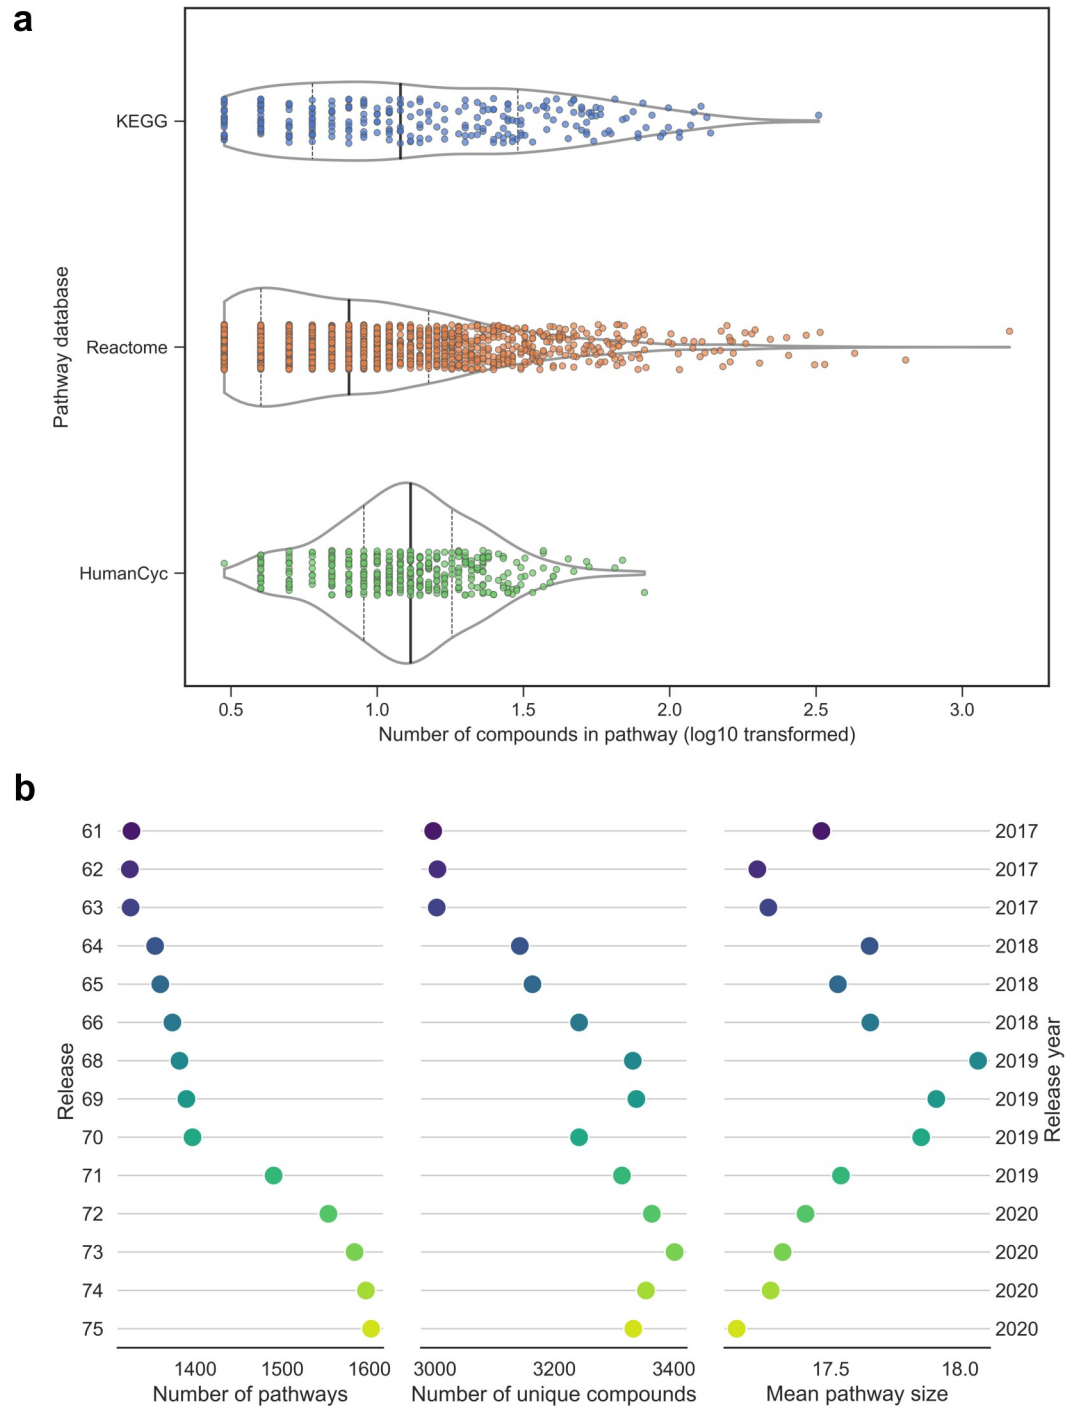 a
Pathway database
KEGG
Reactome
HumanCyc
0.5 1.0 1.5 2.0 2.5 3.0
Number of compounds in pathway (log10 transformed)
b
Release
Release year
61 2017
62 2017
63 2017
64 2018
65 2018
66 2018
68 2019
69 2019
70 2019
71 2019
72 2020
73 2020
74 2020
75 2020
1400 1500 1600 3000 3200 3400 17.5 18.0
Number of pathways Number of unique compounds Mean pathway size